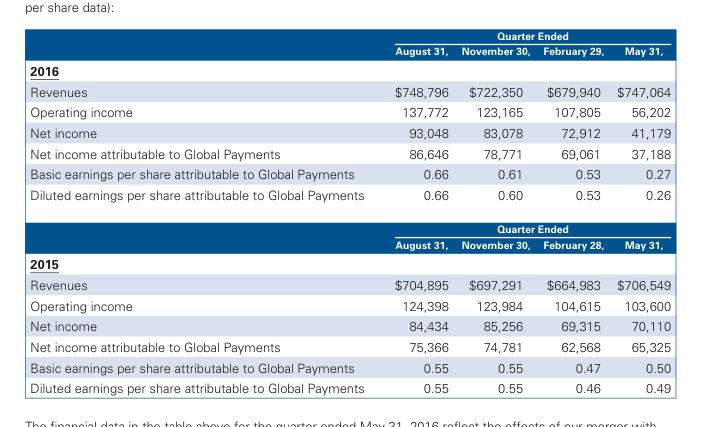 per share data):
Quarter Ended
August 31, November 30, February 29, May 31,
2016
Revenues $748,796 $722,350 $679,940 $747,064
Operating income 137,772 123,165 107,805 56,202
Net income 93,048 83,078 72,912 41,179
Net income attributable to Global Payments 86,646 78,771 69,061 37,188
Basic earnings per share attributable to Global Payments 0.66 0.61 0.53 0.27
Diluted earnings per share attributable to Global Payments 0.66 0.60 0.53 0.26
Quarter Ended
August 31, November 30, February 28, May 31,
2015
Revenues $704,895 $697,291 $664,983 $706,549
Operating income 124,398 123,984 104,615 103,600
Net income 84,434 85,256 69,315 70,110
Net income attributable to Global Payments 75,366 74,781 62,568 65,325
Basic earnings per share attributable to Global Payments 0.55 0.55 0.47 0.50
Diluted earnings per share attributable to Global Payments 0.55 0.55 0.46 0.49
The financial data in the table above for the quarter ended May 31, 2016 reflect the effects of our merger with